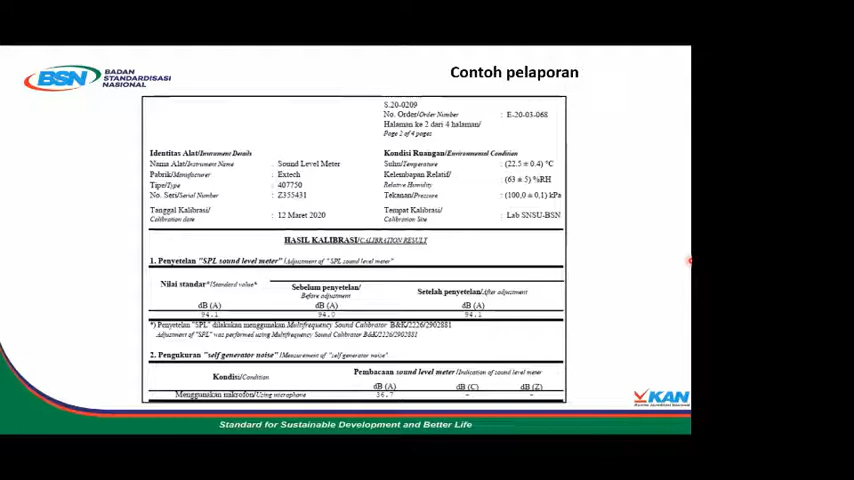 BSN BADAN
STANDARDISASI
NASIONAL
Contoh pelaporan
S.20-0209
No. Order/Order Number : E-20-03-068
Halaman ke 2 dari 4 halaman/
Page 2 of 4 pages
Identitas Alat/Instrument Details
Nama Alat/Instrument Name : Sound Level Meter
Pabrik/Manufacturer : Extech
Tipe/Type : 407750
No. Seri/Serial Number : Z355431
Tanggal Kalibrasi/
Calibration date : 12 Maret 2020
Kondisi Ruangan/Environmental Condition
Suhu/Temperature : (22.5 ± 0.4) °C
Kelembapan Relatif/
Relative Humidity : (63 ± 5) %RH
Tekanan/Pressure : (100,0 ± 0,1) kPa
Tempat Kalibrasi/
Calibration Site : Lab SNSU-BSN
HASIL KALIBRASI/CALIBRATION RESULT
1. Penyetelan "SPL sound level meter"/Adjustment of "SPL sound level meter"
Nilai standar*/Standard value*
Sebelum penyetelan/
Before adjustment
Setelah penyetelan/After adjustment
dB (A) dB (A) dB (A)
94.1 94.0 94.1
*) Penyetelan "SPL" dilakukan menggunakan Multifrequency Sound Calibrator B&K/2226/2902881
Adjustment of "SPL" was performed using Multifrequency Sound Calibrator B&K/2226/2902881
2. Pengukuran "self generator noise"/Measurement of "self generator noise"
Kondisi/Condition
Pembacaan sound level meter/Indication of sound level meter
dB (A) dB (C) dB (Z)
Menggunakan mikrofon/Using microphone 36.7 - -
KAN
Komite Akreditasi Nasional
Standard for Sustainable Development and Better Life